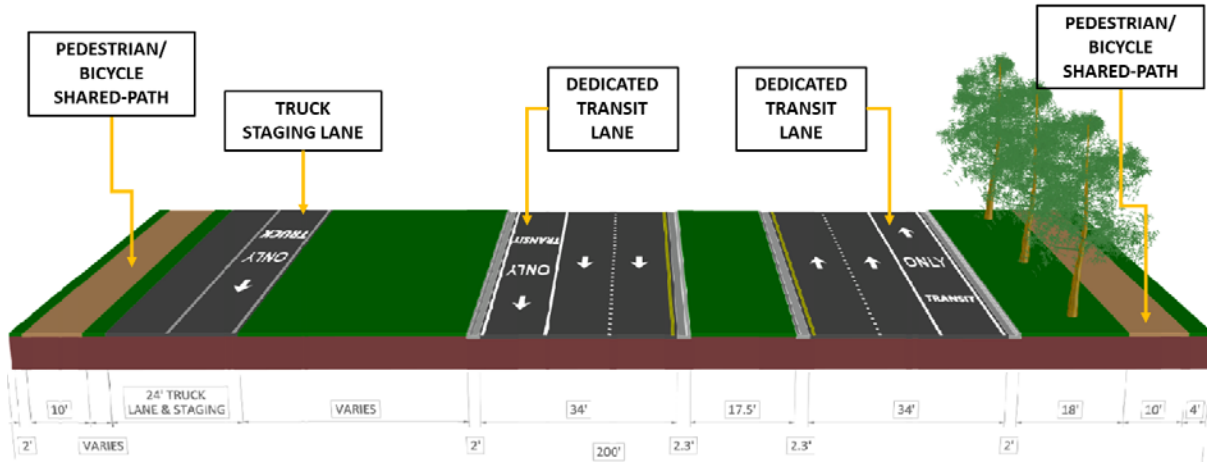 PEDESTRIAN/
BICYCLE
SHARED-PATH
TRUCK
STAGING LANE
DEDICATED
TRANSIT
LANE
DEDICATED
TRANSIT
LANE
PEDESTRIAN/
BICYCLE
SHARED-PATH
TRUCK
ONLY
TRANSIT
ONLY
ONLY
TRANSIT
10'
24' TRUCK
LANE & STAGING
VARIES
34'
17.5'
34'
18'
10'
4'
2'
VARIES
2'
200'
2.3'
2.3'
2'